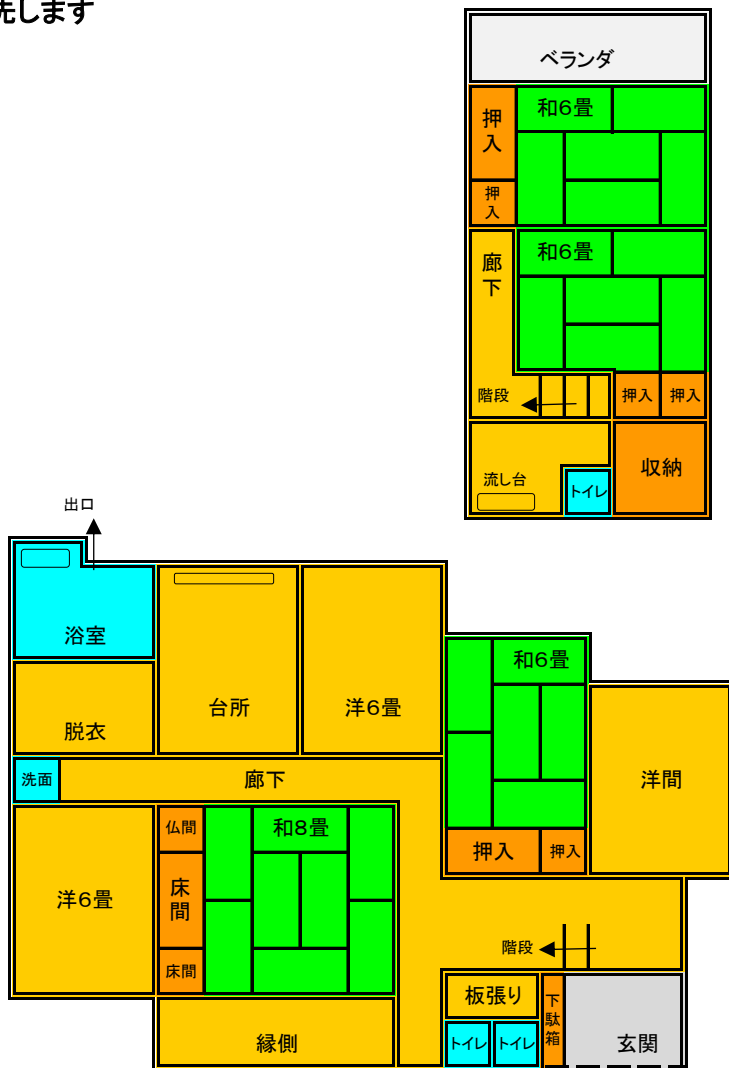 先します
ベランダ
押入
和6畳
押入
廊下
和6畳
階段
押入
押入
流し台
トイレ
収納
出口
浴室
台所
洋6畳
和6畳
脱衣
洗面
廊下
洋間
仏間
和8畳
押入
押入
洋6畳
床間
階段
床間
板張り
下駄箱
縁側
トイレ
トイレ
玄関